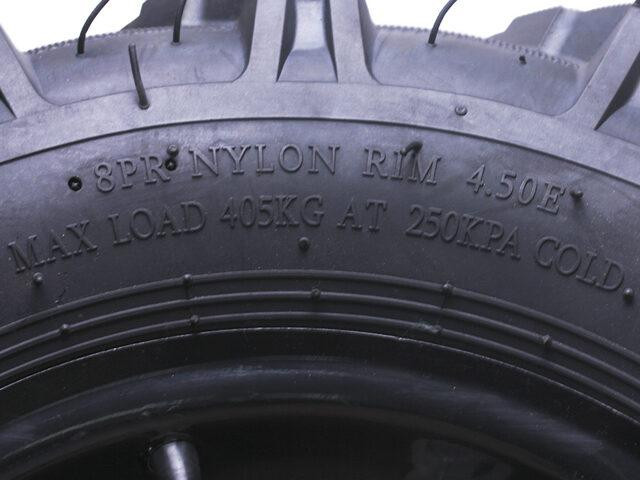 8PR NYLON RIM 4.50E
MAX LOAD 405KG AT 250KPA COLD